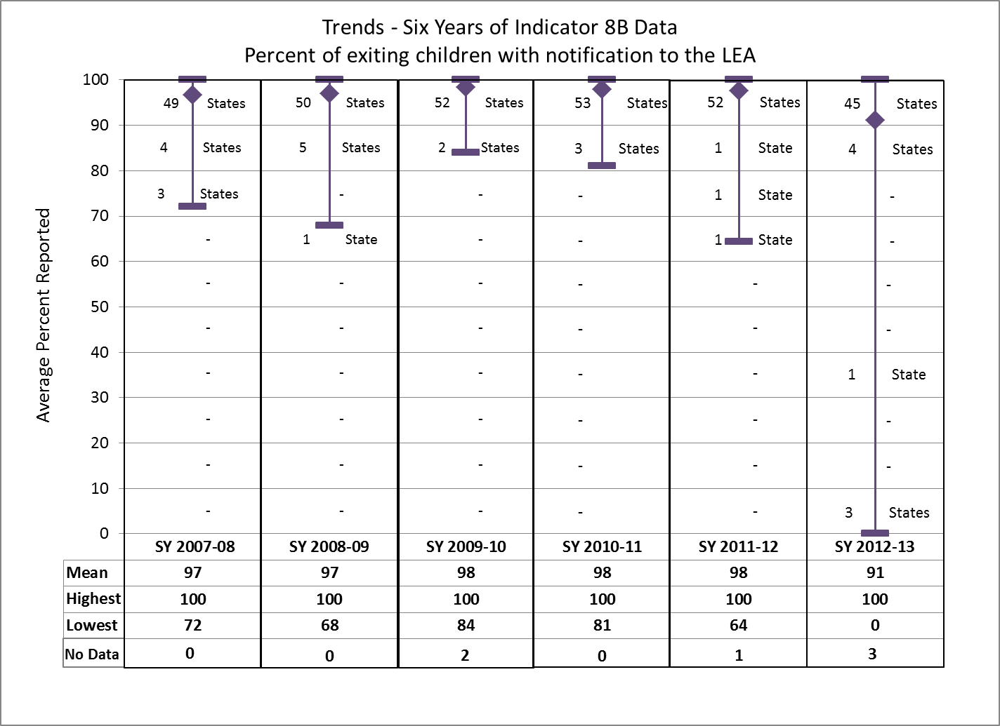 Trends - Six Years of Indicator 8B Data
Percent of exiting children with notification to the LEA
Average Percent Reported
100
49 States 50 States 52 States 53 States 52 States 45 States
90
4 States 5 States 2 States 3 States 1 State 4 States
80
3 States - - - 1 State -
70
- 1 State - - 1 State -
60
- - - - - -
50
- - - - - -
40
- - - - - 1 State
30
- - - - - -
20
- - - - - -
10
- - - - - 3 States
0
SY 2007-08 SY 2008-09 SY 2009-10 SY 2010-11 SY 2011-12 SY 2012-13
Mean 97 97 98 98 98 91
Highest 100 100 100 100 100 100
Lowest 72 68 84 81 64 0
No Data 0 0 2 0 1 3